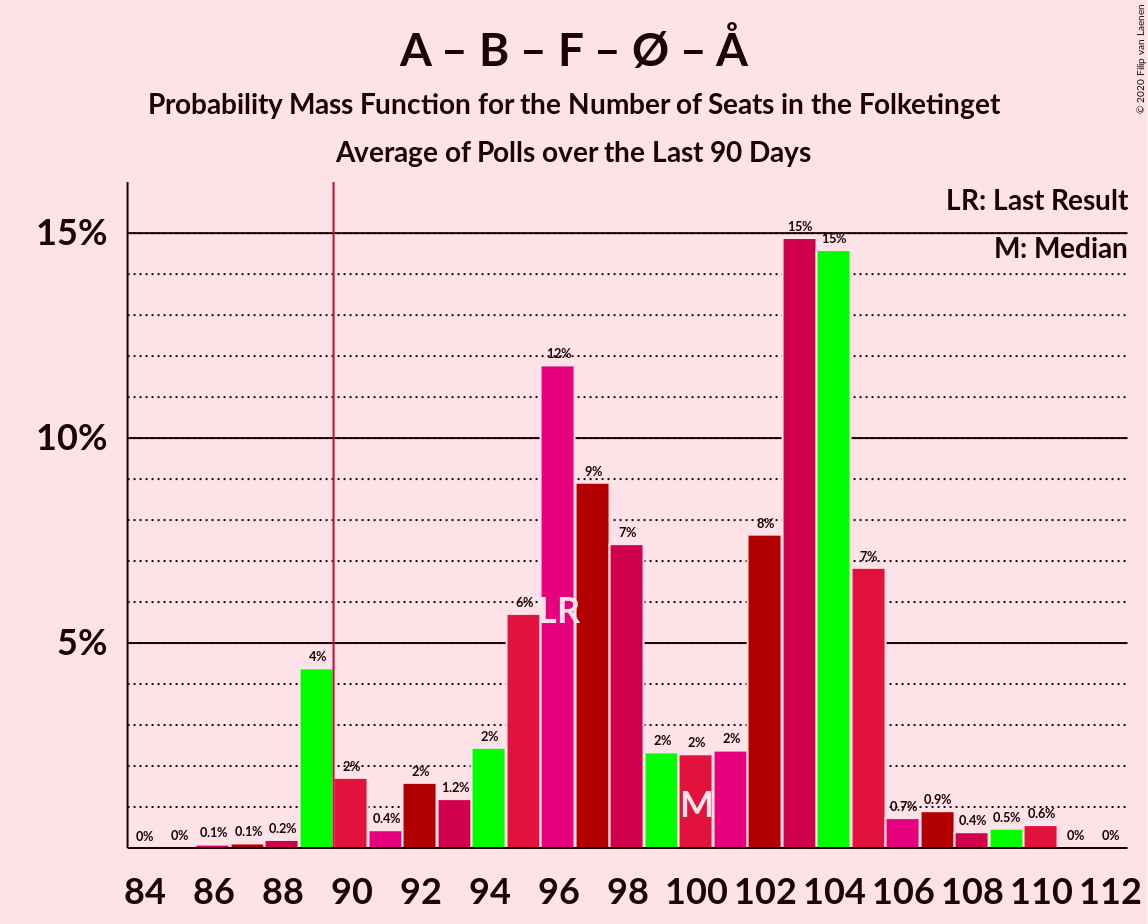 A – B – F – Ø – Å
Probability Mass Function for the Number of Seats in the Folketinget
Average of Polls over the Last 90 Days
© 2020 Filip van Laenen
LR: Last Result
M: Median
15%
10%
5%
0% 0% 0.1% 0.1% 0.2% 4% 2% 0.4% 2% 1.2% 2% 6% 12% 9% 7% 2% 2% 2% 8% 15% 15% 7% 0.7% 0.9% 0.4% 0.5% 0.6% 0% 0%
LR
M
84 86 88 90 92 94 96 98 100 102 104 106 108 110 112